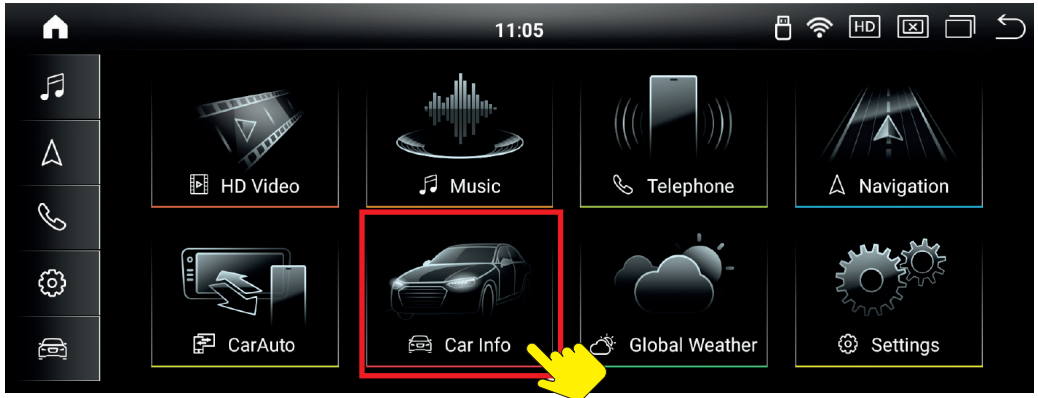 11:05
HD
HD Video
Music
Telephone
Navigation
CarAuto
Car Info
Global Weather
Settings